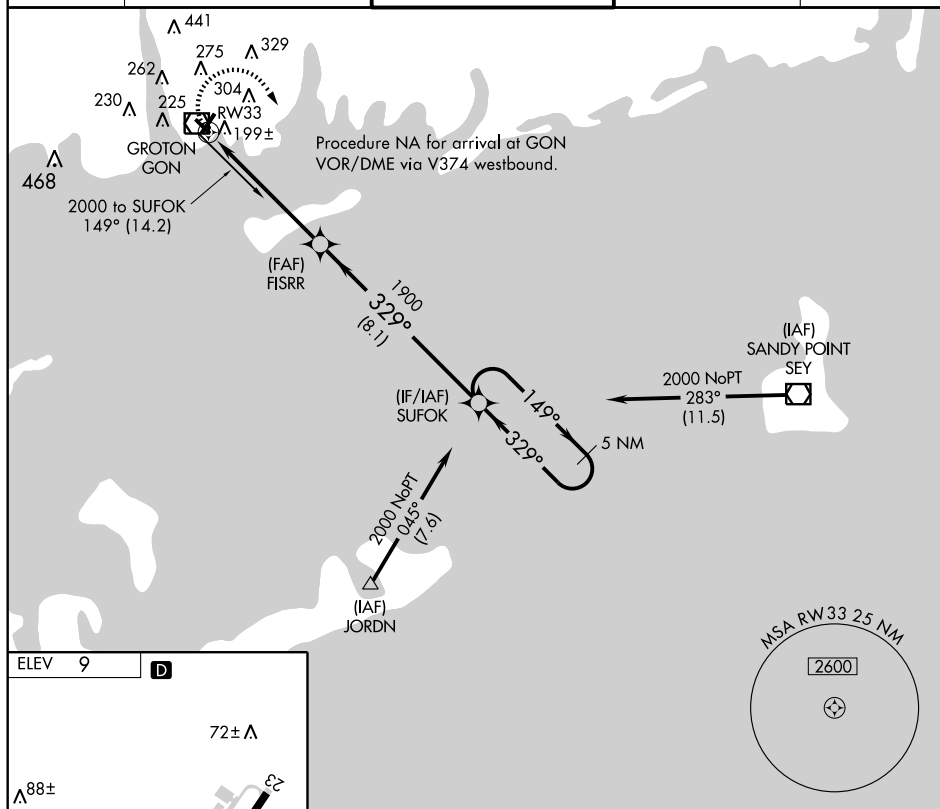 441
329
275
262
304
230
225
RW33
199±
GROTON
GON
468
Procedure NA for arrival at GON
VOR/DME via V374 westbound.
2000 to SUFOK
149° (14.2)
(FAF)
FISRR
1900
329°
(8.1)
(IAF)
SANDY POINT
SEY
2000 NoPT
283°
(11.5)
(IF/IAF)
SUFOK
149°
329°
5 NM
2000 NoPT
045°
(7.6)
(IAF)
JORDN
MSA RW33 25 NM
2600
ELEV 9
D
72±
88±
23